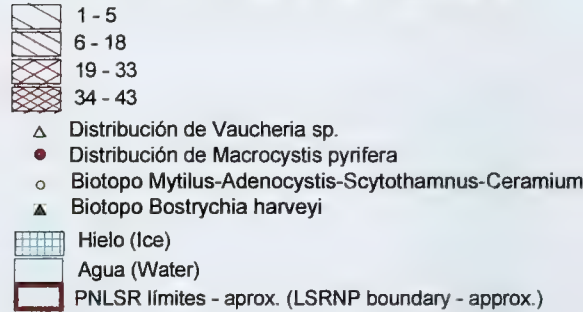 1 - 5
6 - 18
19 - 33
34 - 43
Distribución de Vaucheria sp.
Distribución de Macrocystis pyrifera
Biotopo Mytilus-Adenocystis-Scytothamnus-Ceramium
Biotopo Bostrychia harveyi
Hielo (Ice)
Agua (Water)
PNLSR límites - aprox. (LSRNP boundary - approx.)